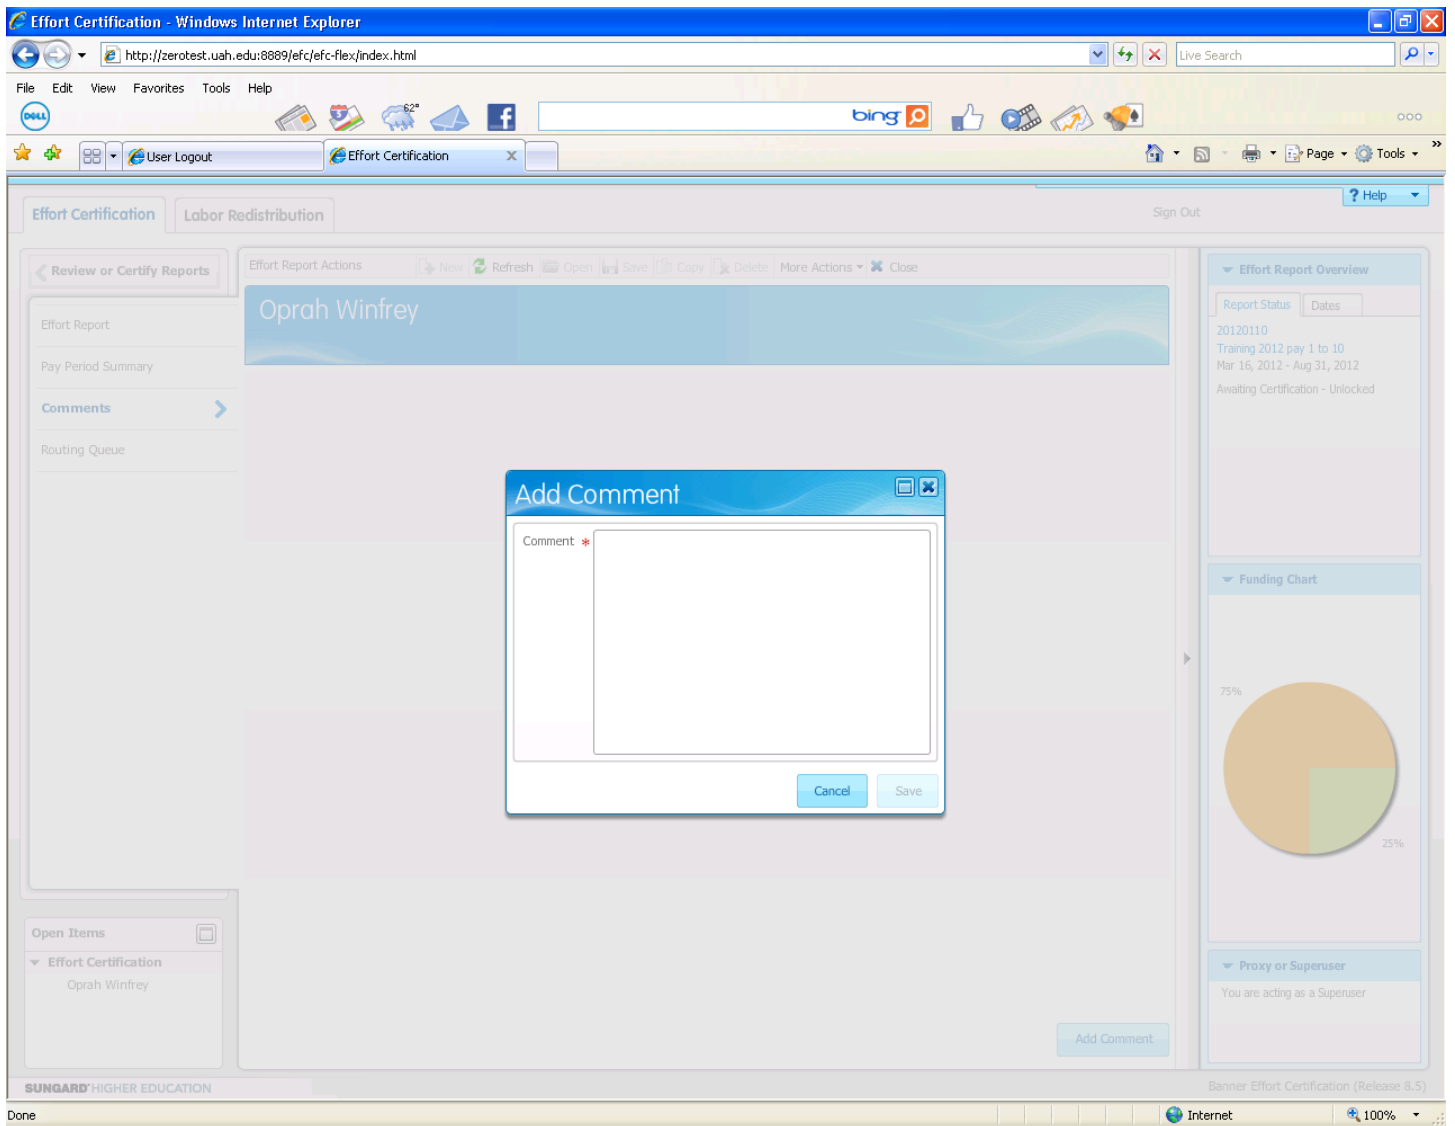 Effort Certification - Windows Internet Explorer
http://zerotest.uah.edu:8889/efc/efc-flex/index.html
Live Search
File Edit View Favorites Tools Help
DELL
5
62°
f
bing
User Logout
Effort Certification
X
Page
Tools
»
? Help
Effort Certification
Labor Redistribution
Sign Out
Review or Certify Reports
Effort Report
Pay Period Summary
Comments
Routing Queue
Effort Report Actions New Refresh Open Save Copy Delete More Actions Close
Oprah Winfrey
Add Comment
Comment *
Cancel
Save
Add Comment
Effort Report Overview
Report Status
Dates
20120110
Training 2012 pay 1 to 10
Mar 16, 2012 - Aug 31, 2012
Awaiting Certification - Unlocked
Funding Chart
75%
25%
Proxy or Superuser
You are acting as a Superuser
Open Items
Effort Certification
Oprah Winfrey
SUNGARD' HIGHER EDUCATION
Banner Effort Certification (Release 8.5)
Done
Internet
100%